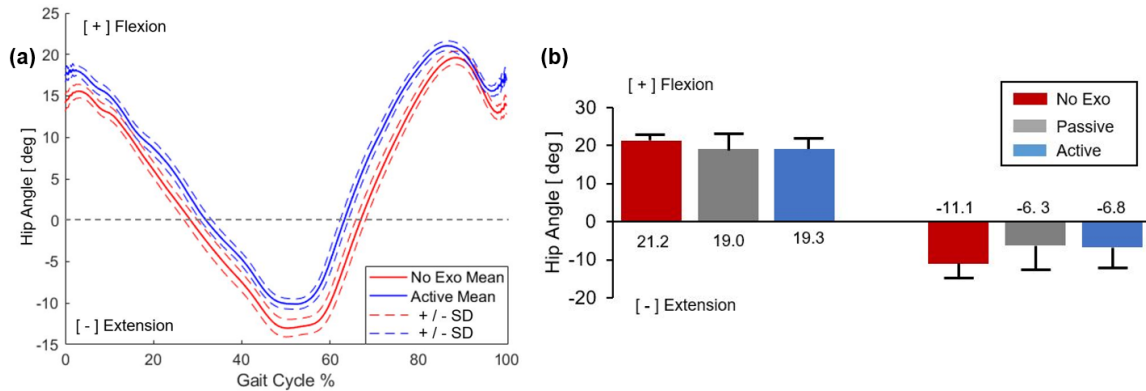 (a)
[ + ] Flexion
25
20
15
10
5
0
-5
-10
-15
Hip Angle [ deg ]
[ - ] Extension
No Exo Mean
Active Mean
+ / - SD
+ / - SD
0 20 40 60 80 100
Gait Cycle %
(b)
[ + ] Flexion
No Exo
Passive
Active
30
20
10
0
-10
-20
Hip Angle [ deg ]
-11.1 -6. 3 -6.8
21.2 19.0 19.3
[ - ] Extension